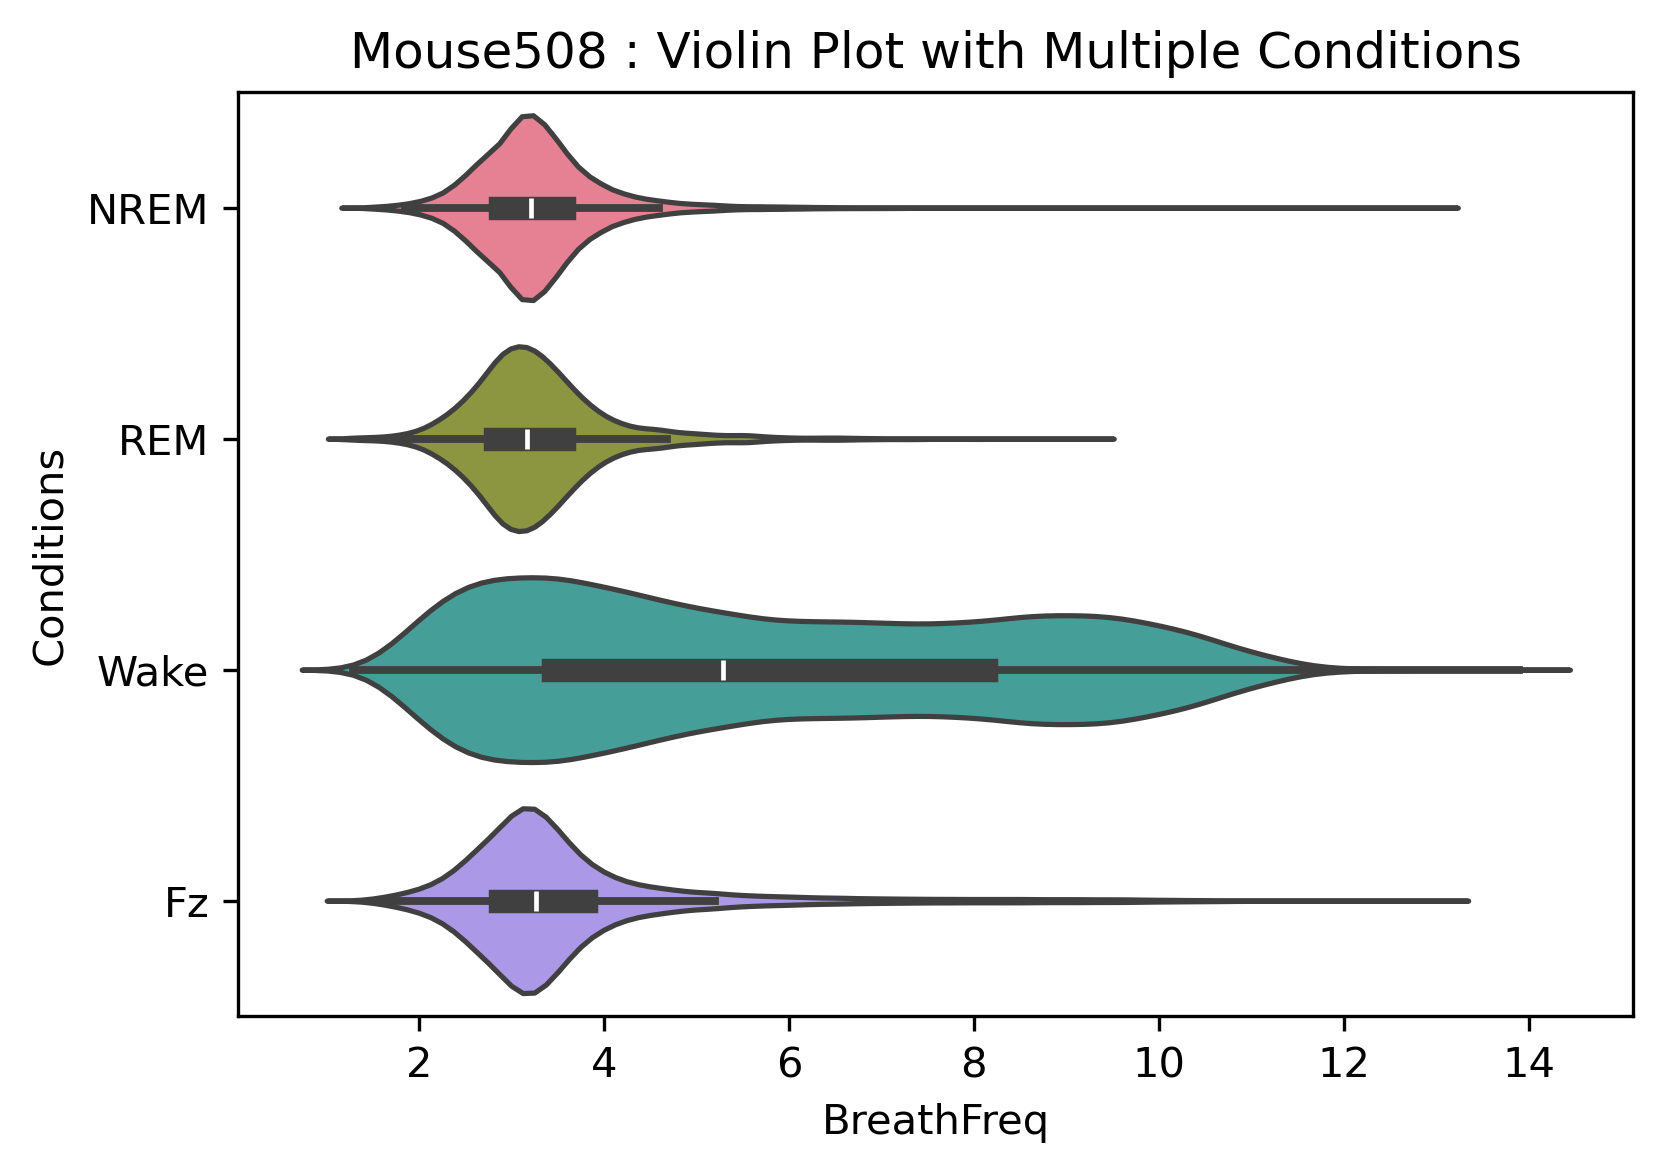 Mouse508 : Violin Plot with Multiple Conditions
NREM
REM
Wake
Fz
Conditions
2 4 6 8 10 12 14
BreathFreq